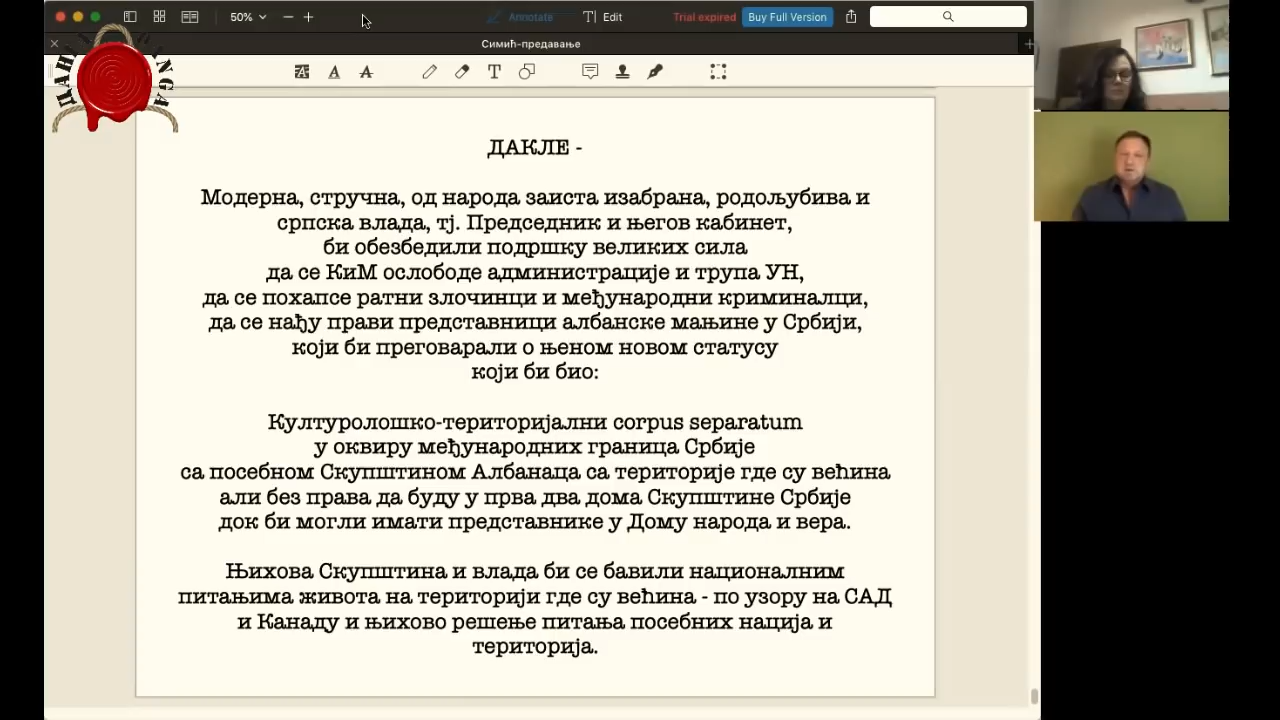 50%
Annotate
Edit
Trial expired
Buy Full Version
Симић-предавање
ДАКЛЕ -
Модерна, стручна, од народа заиста изабрана, родољубива и
српска влада, тј. Председник и његов кабинет,
би обезбедили подршку великих сила
да се КиМ ослободе администрације и трупа УН,
да се похапсе ратни злочинци и међународни криминалци,
да се нађу прави представници албанске мањине у Србији,
који би преговарали о њеном новом статусу
који би био:
Културолошко-територијални corpus separatum
у оквиру међународних граница Србије
са посебном Скупштином Албанаца са територије где су већина
али без права да буду у прва два дома Скупштине Србије
док би могли имати представнике у Дому народа и вера.
Њихова Скупштина и влада би се бавили националним
питањима живота на територији где су већина - по узору на САД
и Канаду и њихово решење питања посебних нација и
територија.